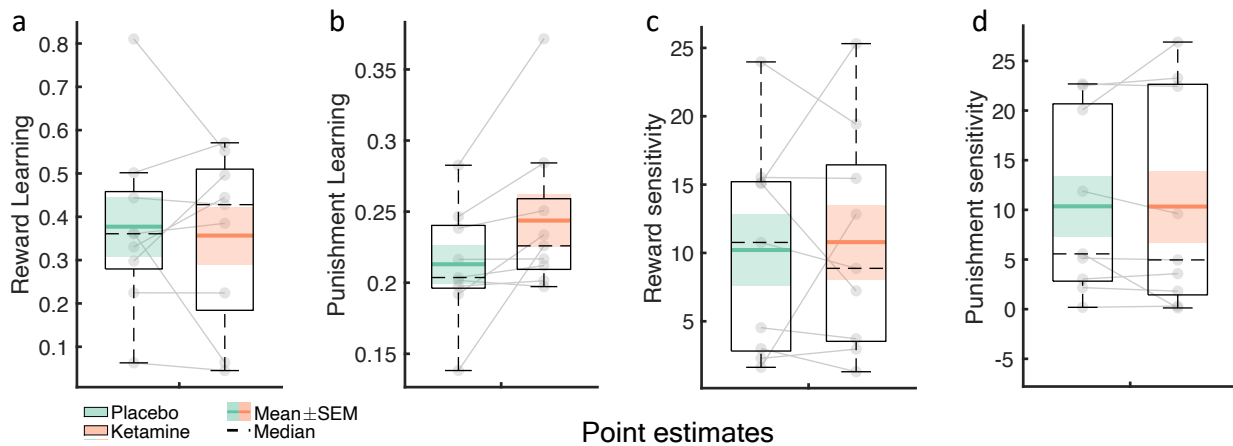 a
Reward Learning
0.8
0.7
0.6
0.5
0.4
0.3
0.2
0.1
b
Punishment Learning
0.35
0.3
0.25
0.2
0.15
c
Reward sensitivity
25
20
15
10
5
d
Punishment sensitivity
25
20
15
10
5
0
-5
Placebo
Ketamine
Mean±SEM
Median
Point estimates